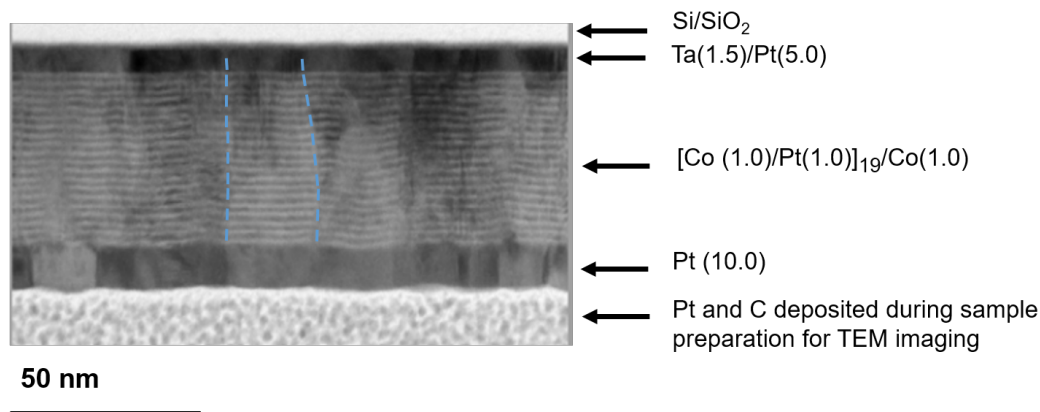 Si/SiO₂
Ta(1.5)/Pt(5.0)
[Co (1.0)/Pt(1.0)]₁₉/Co(1.0)
Pt (10.0)
Pt and C deposited during sample
preparation for TEM imaging
50 nm